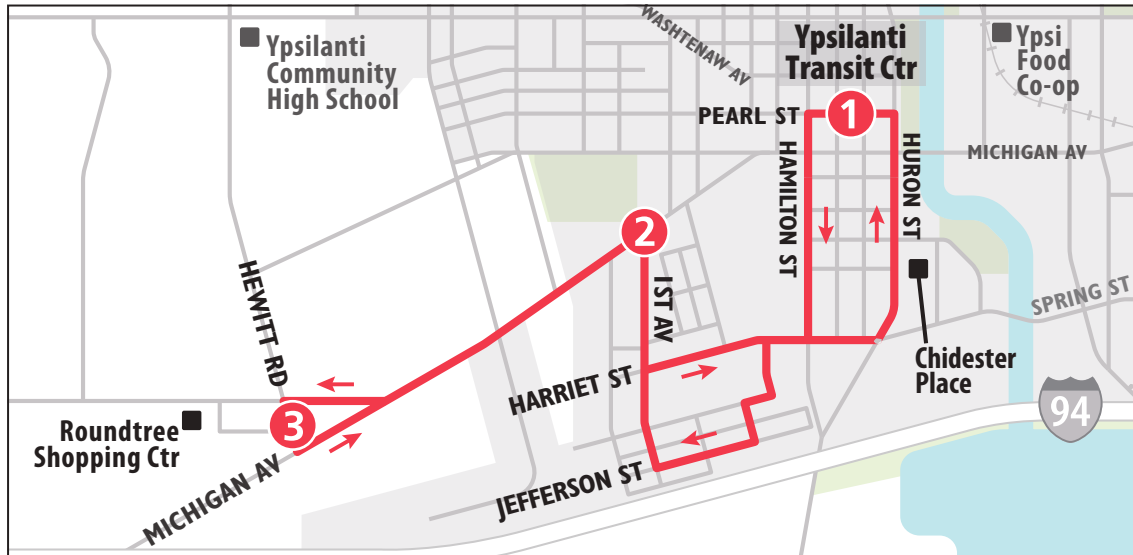 Ypsilanti
Community
High School
WASHTENAW AV
Ypsilanti
Transit Ctr
Ypsi
Food
Co-op
PEARL ST
1
HAMILTON ST
HURON ST
MICHIGAN AV
2
1ST AV
HEWITT RD
SPRING ST
Chidester
Place
HARRIET ST
94
3
Roundtree
Shopping Ctr
MICHIGAN AV
JEFFERSON ST